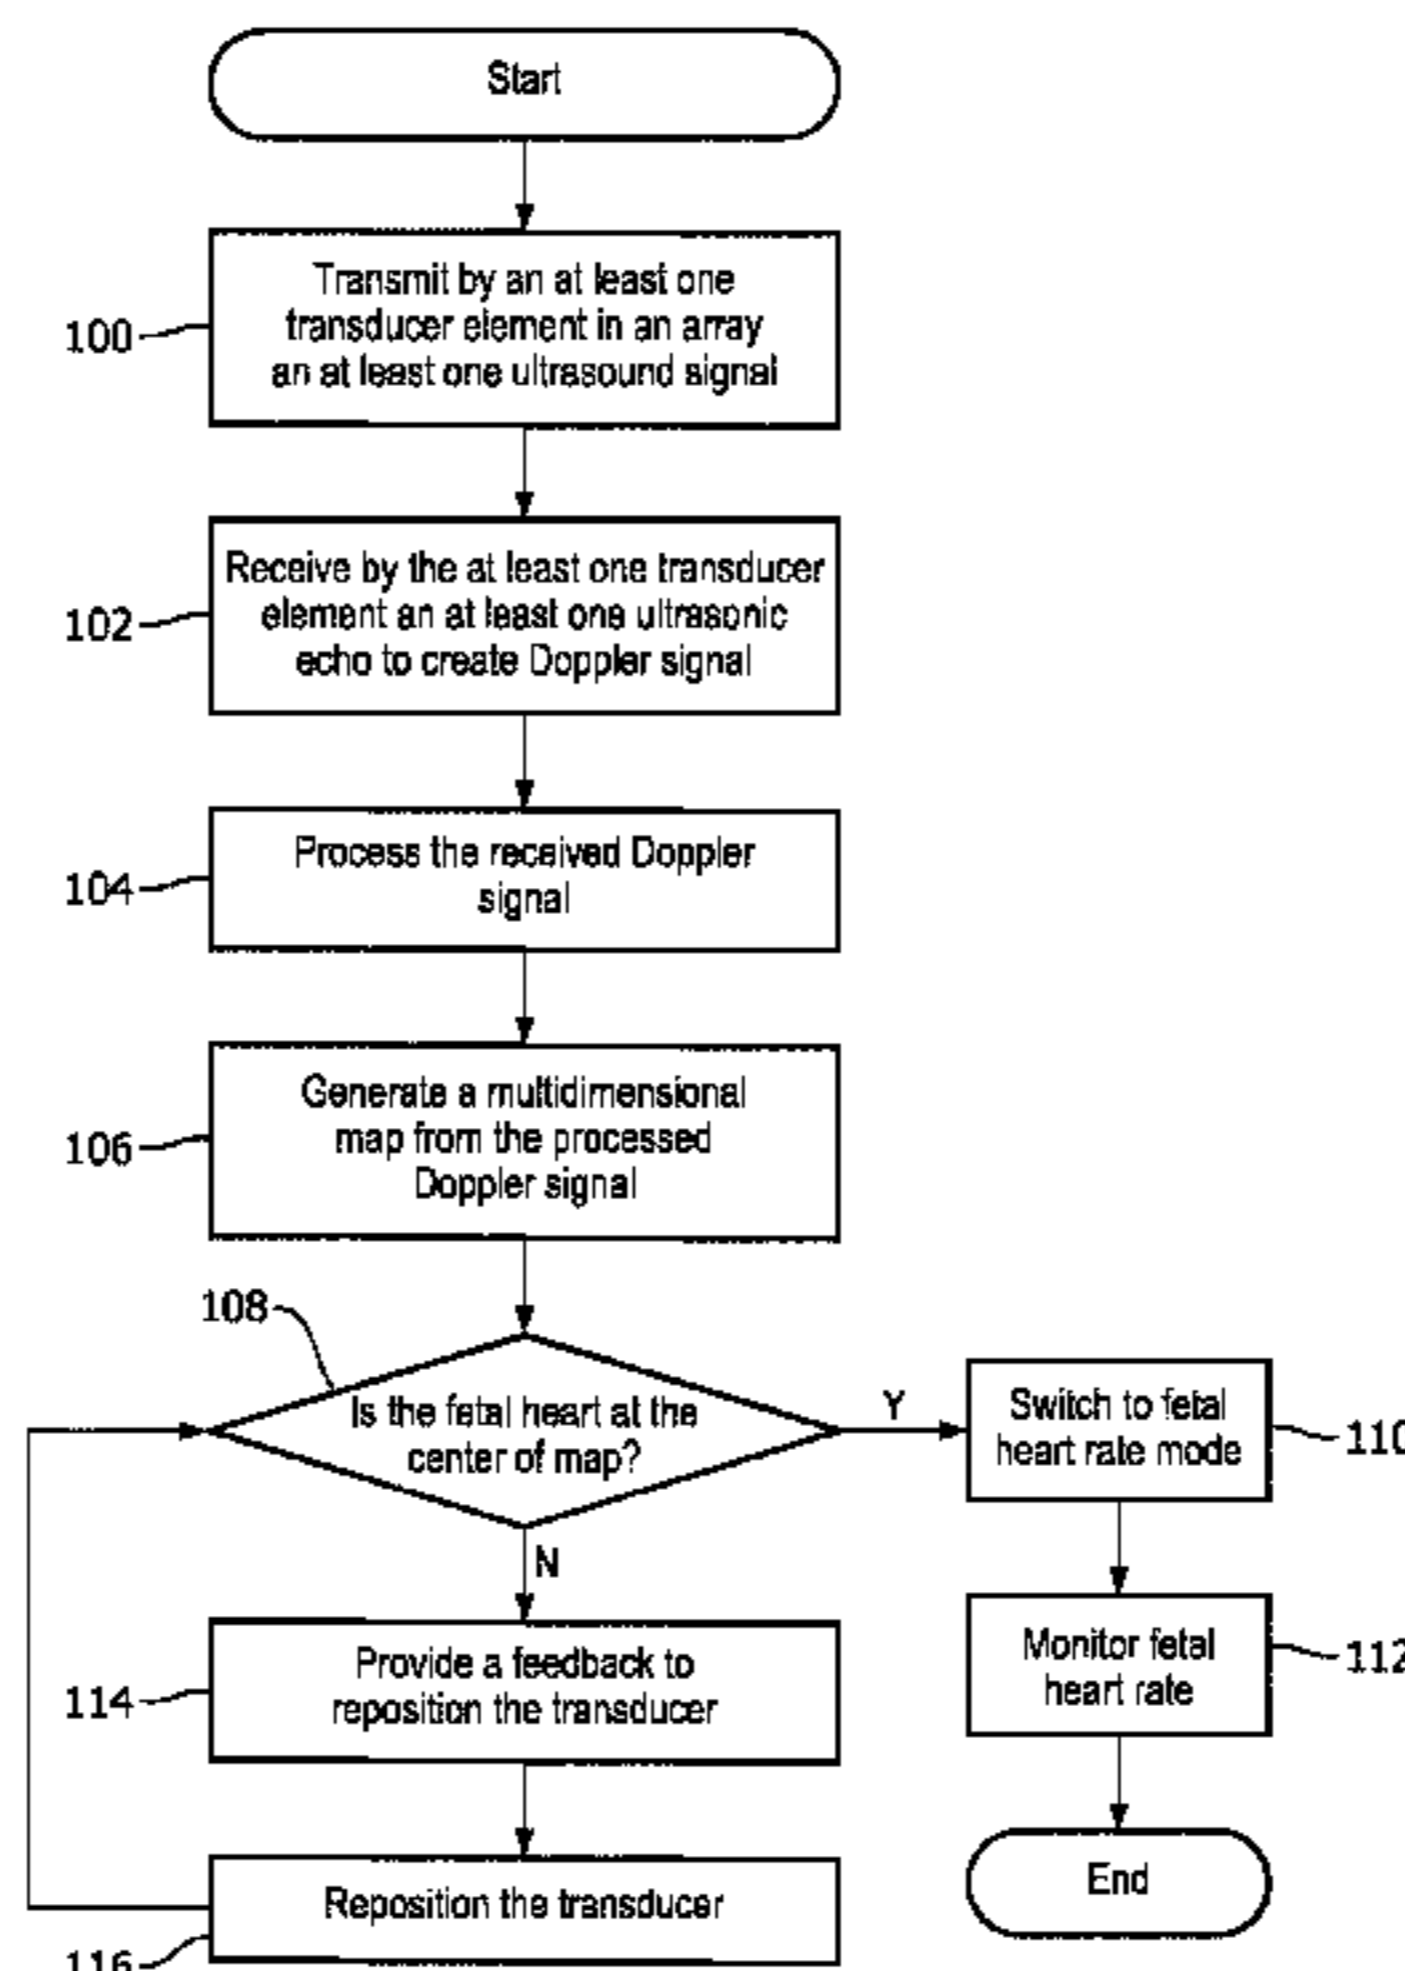 Start
Transmit by an at least one
transducer element in an array
an at least one ultrasound signal
100
Receive by the at least one transducer
element an at least one ultrasonic
echo to create Doppler signal
102
Process the received Doppler
signal
104
Generate a multidimensional
map from the processed
Doppler signal
106
108
Is the fetal heart at the
center of map?
Y
Switch to fetal
heart rate mode
110
N
Monitor fetal
heart rate
112
Provide a feedback to
reposition the transducer
114
End
Reposition the transducer
116